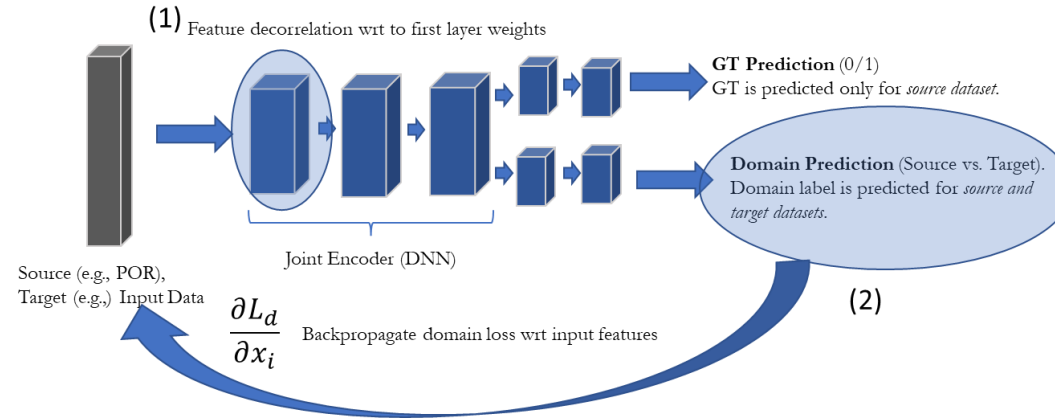 (1)
Feature decorrelation wrt to first layer weights
GT Prediction (0/1)
GT is predicted only for source dataset.
Domain Prediction (Source vs. Target).
Domain label is predicted for source and
target datasets.
Joint Encoder (DNN)
Source (e.g., POR),
Target (e.g.,) Input Data
(2)
∂L_d
∂x_i
Backpropagate domain loss wrt input features